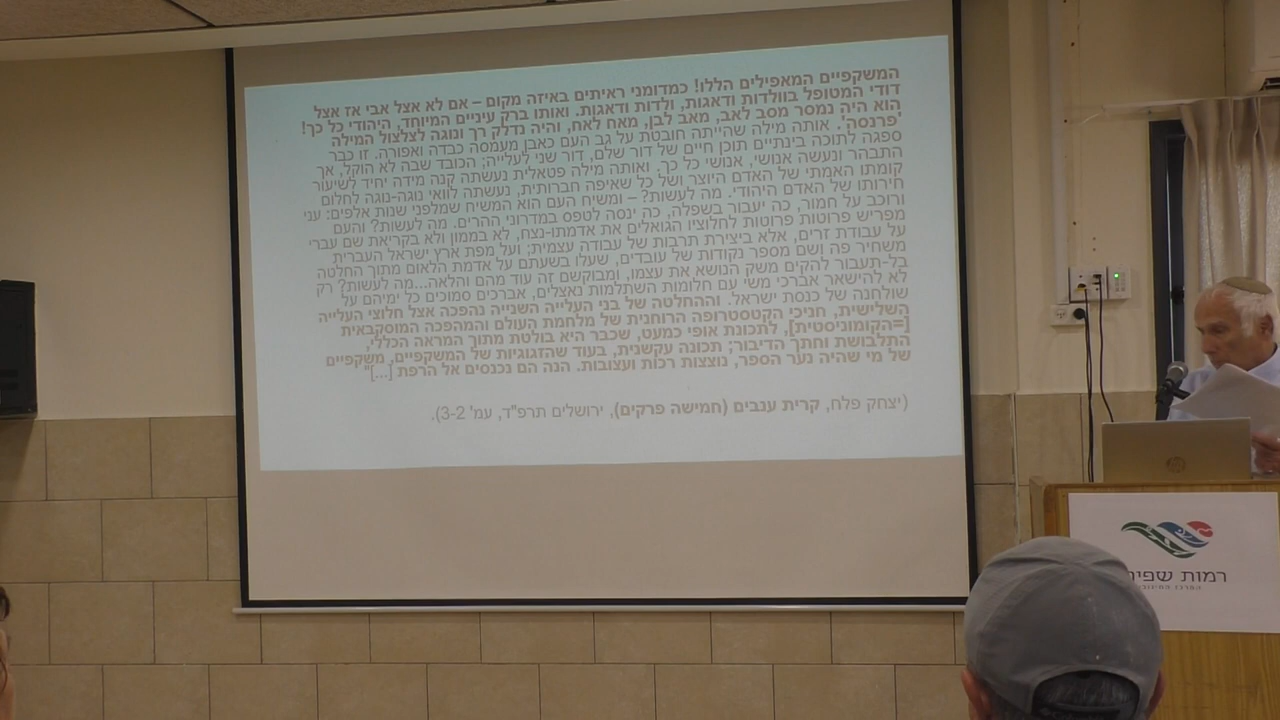 המשקפיים המאפילים הללו! כמדומני ראיתים באיזה מקום – אם לא אצל אבי אז אצל
דודי המטופל בוולדות ודאגות, ולדות ודאגות. ואותו ברק עיניים המיוחד, היהודי כל כך!
הוא היה נמסר מסב לאב, מאב לבן, מאח לאח, והיה נדלק רך ונוגה לצלצול המילה
'פרנסה'. אותה מילה שהייתה חובטת על גב העם כאבן מעמסה כבדה ואפורה. זו כבר
ספגה לתוכה בינתיים תוכן חיים של דור שלם, דור שני לעלייה; הכובד שבה לא הוקל, אך
התבהר ונעשה אנושי, אנושי כל כך. ואותה מילה פטאלית נעשתה קנה מידה יחיד לשיעור
קומתו האמתי של האדם היוצר ושל כל שאיפה חברותית, נעשתה לוואי נוגה-נוגה לחלום
חירותו של האדם היהודי. מה לעשות? – ומשיח העם הוא המשיח שמלפני שנות אלפים: עני
ורוכב על חמור, כה יעבור בשפלה, כה ינסה לטפס במדרוני ההרים. מה לעשות? והעם
מפריש פרוטות פרוטות לחלוציו הגואלים את אדמתו-נצח, לא בממון ולא בקריאת שם עברי
על עבודת זרים, אלא ביצירת תרבות של עבודה עצמית; ועל מפת ארץ ישראל העברית
משחיר פה ושם מספר נקודות של עובדים, שעלו בשעתם על אדמת הלאום מתוך החלטה
בל-תעבור להקים משק הנושא את עצמו, ומבוקשם זה עוד מהם והלאה...מה לעשות? רק
לא להישאר אברכי משי עם חלומות השתלמות נאצלים, אברכים סמוכים כל ימיהם על
שולחנה של כנסת ישראל. וההחלטה של בני העלייה השנייה נהפכה אצל חלוצי העלייה
השלישית, חניכי הקטסטרופה הרוחנית של מלחמת העולם והמהפכה המוסקבאית
[=הקומוניסטית], לתכונת אופי כמעט, שכבר היא בולטת מתוך המראה הכללי,
התלבושת וחתך הדיבור; תכונה עקשנית, בעוד שהזגוגיות של המשקפיים, משקפיים
של מי שהיה נער הספר, נוצצות רכות ועצובות. הנה הם נכנסים אל הרפת [...]"
(יצחק פלח, קרית ענבים (חמישה פרקים), ירושלים תרפ"ד, עמ' 3-2).
רמות שפיר